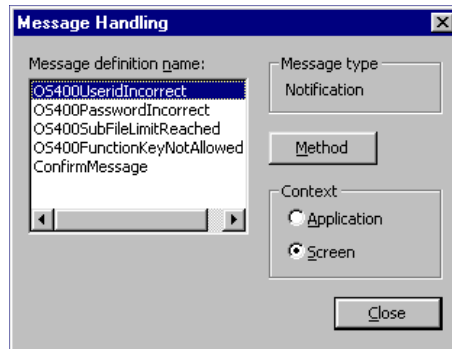 Message Handling
Message definition name:
OS400UseridIncorrect
OS400PasswordIncorrect
OS400SubFileLimitReached
OS400FunctionKeyNotAllowed
ConfirmMessage
Message type
Notification
Method
Context
Application
Screen
Close